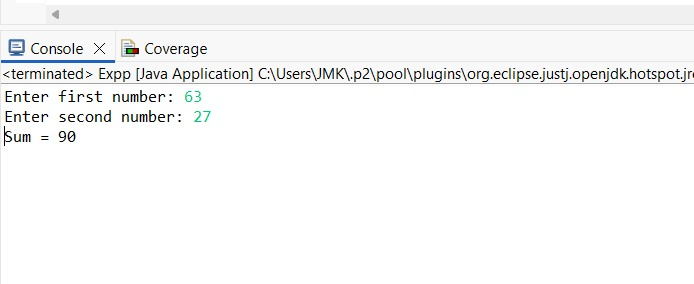 Console Coverage
<terminated> Expp [Java Application] C:\Users\JMK\.p2\pool\plugins\org.eclipse.justj.openjdk.hotspot.jr
Enter first number: 63
Enter second number: 27
Sum = 90